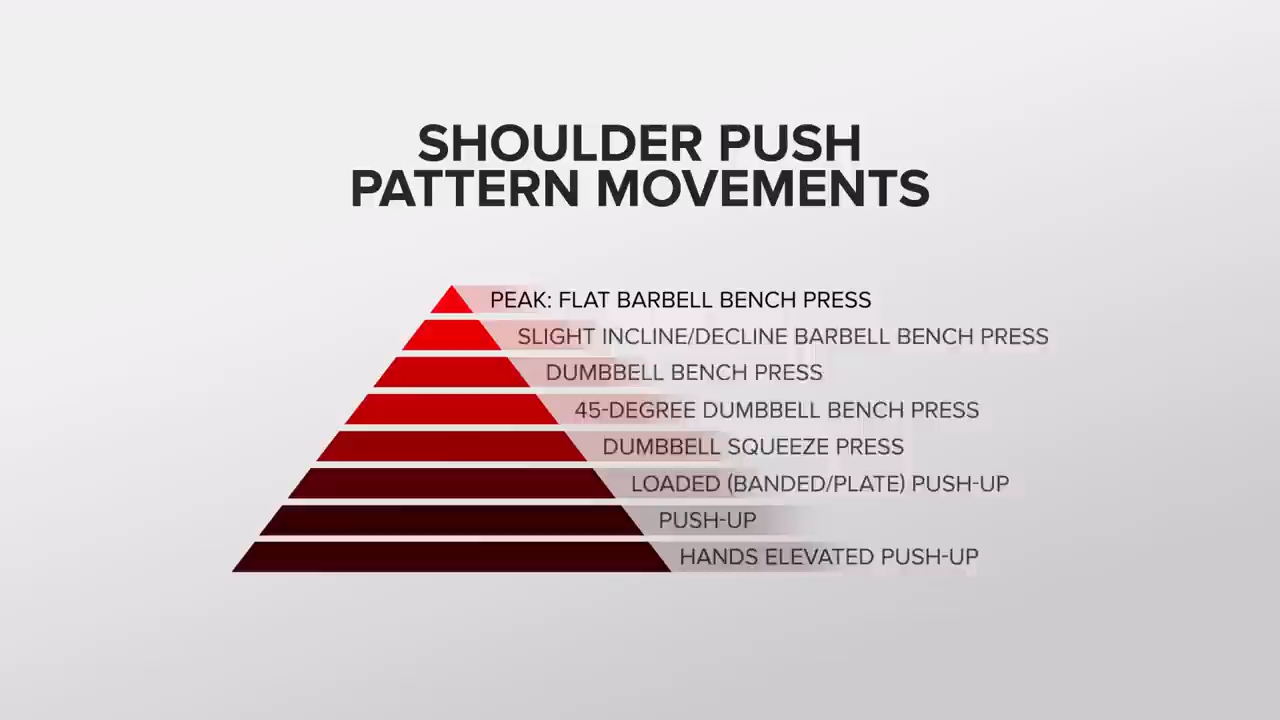 SHOULDER PUSH
PATTERN MOVEMENTS
PEAK: FLAT BARBELL BENCH PRESS
SLIGHT INCLINE/DECLINE BARBELL BENCH PRESS
DUMBBELL BENCH PRESS
45-DEGREE DUMBBELL BENCH PRESS
DUMBBELL SQUEEZE PRESS
LOADED (BANDED/PLATE) PUSH-UP
PUSH-UP
HANDS ELEVATED PUSH-UP